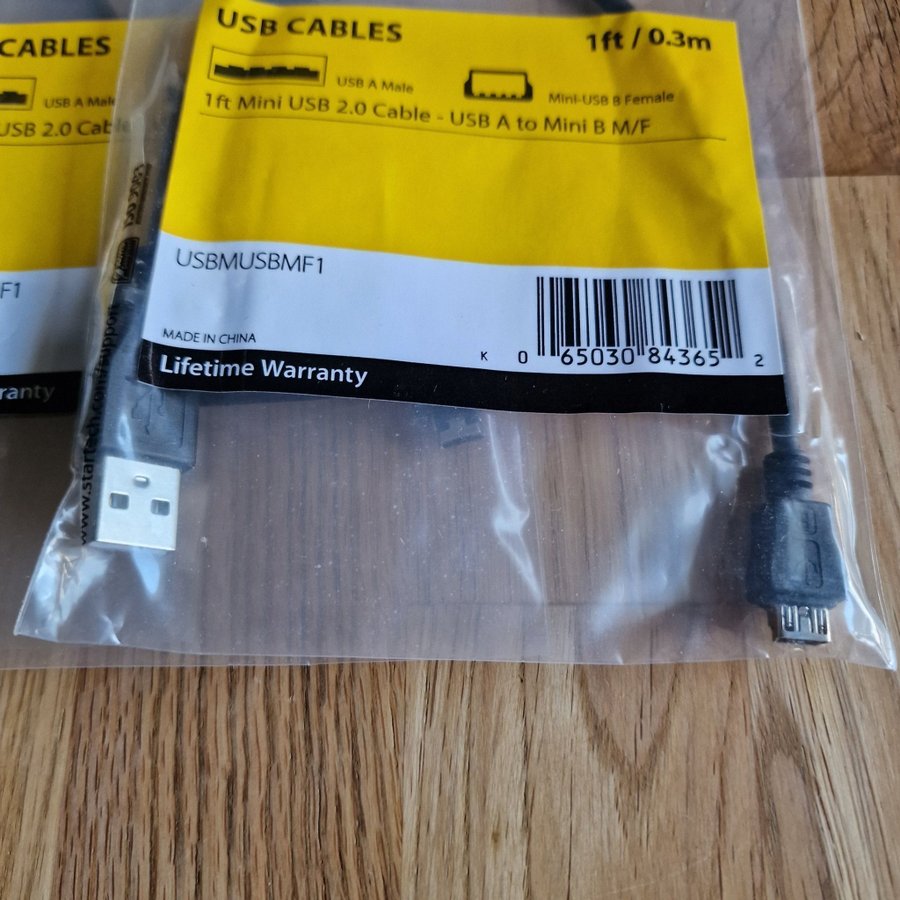 USB CABLES
1ft / 0.3m
USB A Male
Mini-USB B Female
1ft Mini USB 2.0 Cable - USB A to Mini B M/F
USBMUSBMF1
MADE IN CHINA
K 0 65030 84365 2
Lifetime Warranty
CABLES
USB A Male
USB 2.0 Cable
F1
ranty
www.startech.com/support